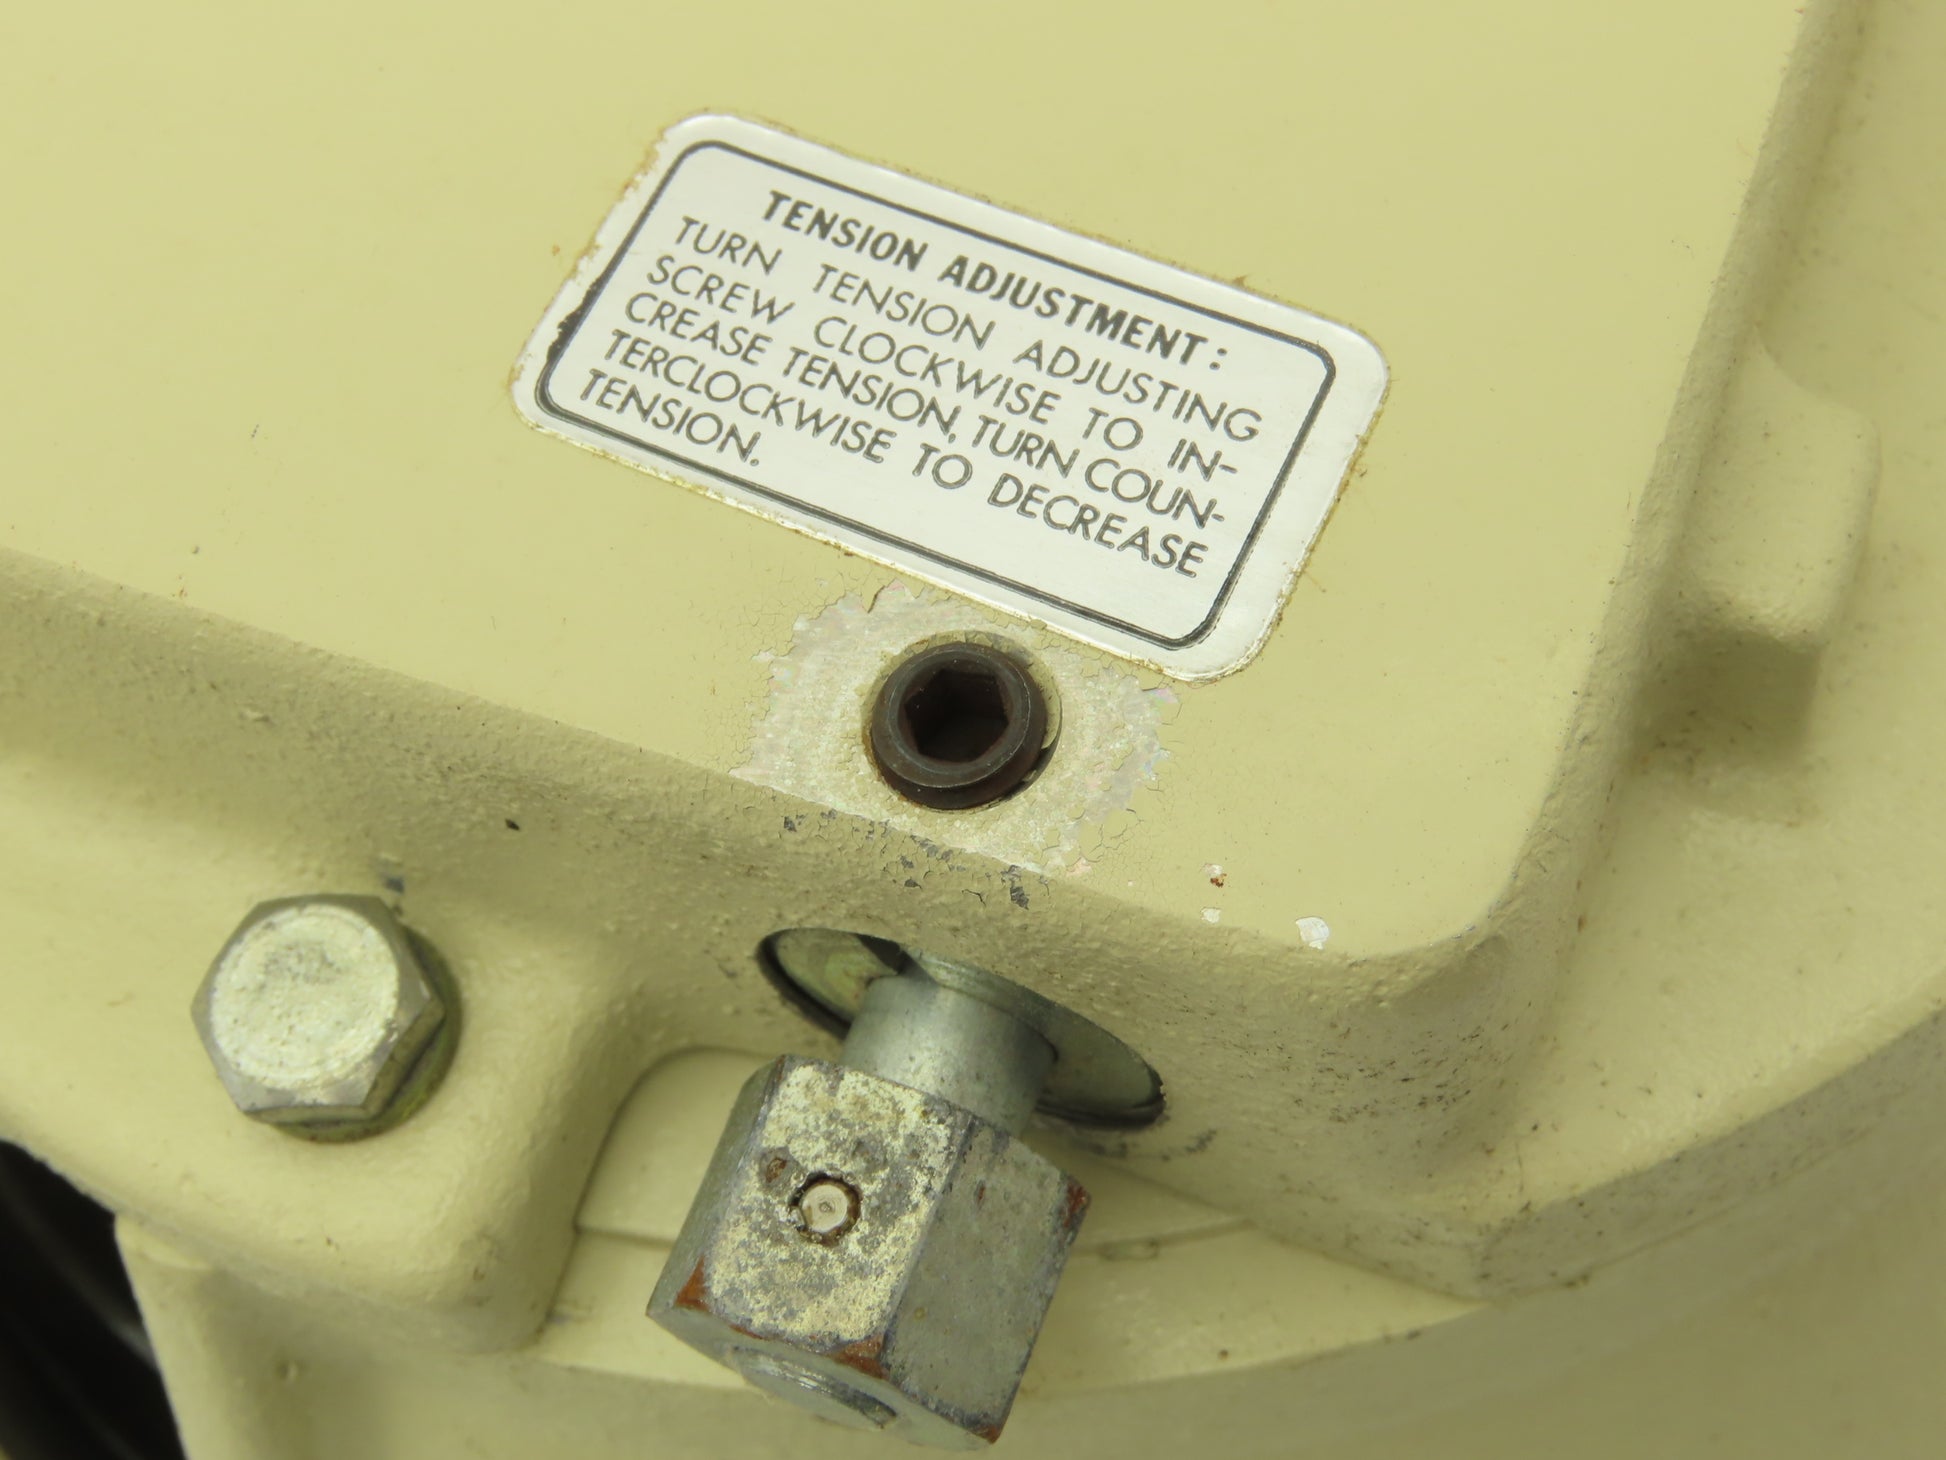 TENSION ADJUSTMENT:
TURN TENSION ADJUSTING
SCREW CLOCKWISE TO IN-
CREASE TENSION, TURN COUN-
TERCLOCKWISE TO DECREASE
TENSION.